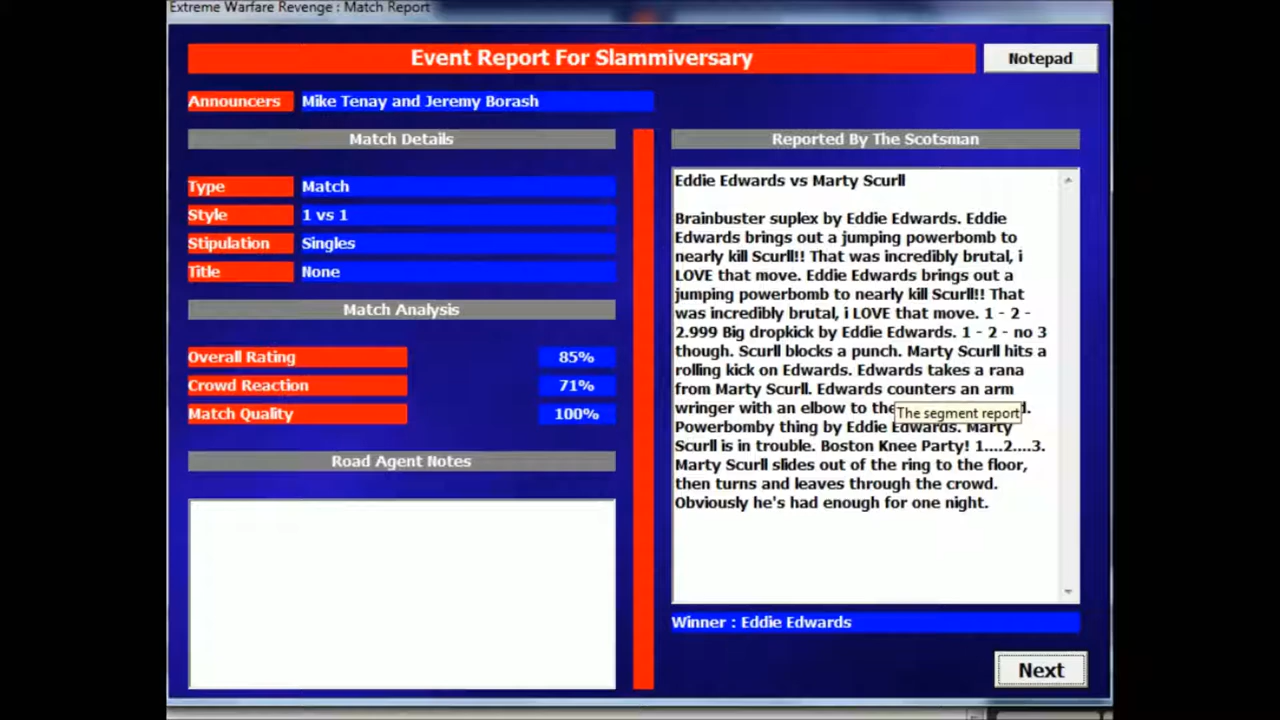 Extreme Warfare Revenge : Match Report
Event Report For Slammiversary
Notepad
Announcers
Mike Tenay and Jeremy Borash
Match Details
Type
Match
Style
1 vs 1
Stipulation
Singles
Title
None
Match Analysis
Overall Rating
85%
Crowd Reaction
71%
Match Quality
100%
Road Agent Notes
Reported By The Scotsman
Eddie Edwards vs Marty Scurll
Brainbuster suplex by Eddie Edwards. Eddie
Edwards brings out a jumping powerbomb to
nearly kill Scurll!! That was incredibly brutal, i
LOVE that move. Eddie Edwards brings out a
jumping powerbomb to nearly kill Scurll!! That
was incredibly brutal, i LOVE that move. 1 - 2 -
2.999 Big dropkick by Eddie Edwards. 1 - 2 - no 3
though. Scurll blocks a punch. Marty Scurll hits a
rolling kick on Edwards. Edwards takes a rana
from Marty Scurll. Edwards counters an arm
wringer with an elbow to the
The segment report
Powerbomby thing by Eddie Edwards. Marty
Scurll is in trouble. Boston Knee Party! 1....2....3.
Marty Scurll slides out of the ring to the floor,
then turns and leaves through the crowd.
Obviously he's had enough for one night.
Winner : Eddie Edwards
Next